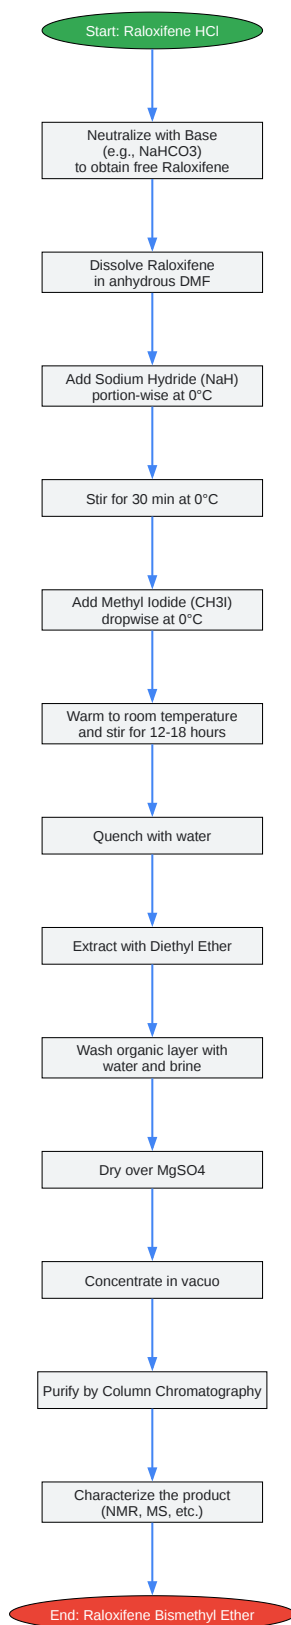 Start: Raloxifene HCl
Neutralize with Base
(e.g., NaHCO3)
to obtain free Raloxifene
Dissolve Raloxifene
in anhydrous DMF
Add Sodium Hydride (NaH)
portion-wise at 0°C
Stir for 30 min at 0°C
Add Methyl Iodide (CH3I)
dropwise at 0°C
Warm to room temperature
and stir for 12-18 hours
Quench with water
Extract with Diethyl Ether
Wash organic layer with
water and brine
Dry over MgSO4
Concentrate in vacuo
Purify by Column Chromatography
Characterize the product
(NMR, MS, etc.)
End: Raloxifene Bismethyl Ether